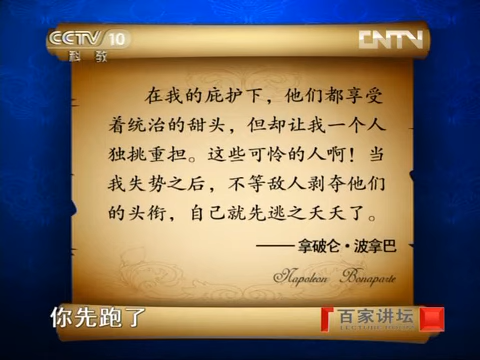 CCTV 10
科教
CNTV
在我的庇护下，他们都享受
着统治的甜头，但却让我一个人
独挑重担。这些可怜的人啊！当
我失势之后，不等敌人剥夺他们
的头衔，自己就先逃之夭夭了。
——拿破仑·波拿巴
Napoleon Bonaparte
你先跑了
百家讲坛
LECTURE ROOM